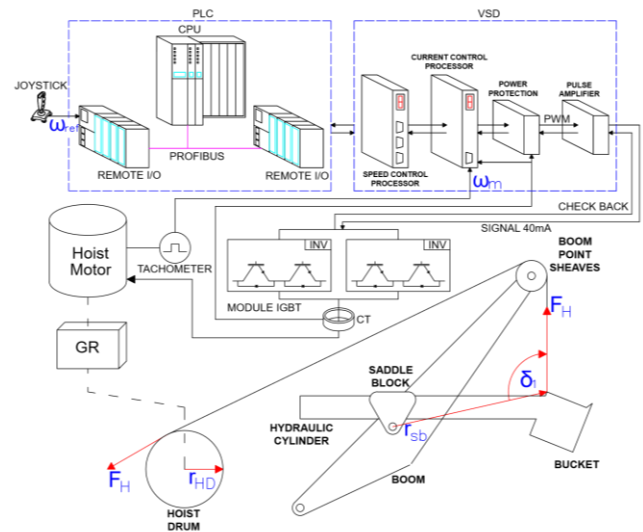 PLC
VSD
CPU
JOYSTICK
ωref
REMOTE I/O
PROFIBUS
REMOTE I/O
CURRENT CONTROL
PROCESSOR
POWER
PROTECTION
PULSE
AMPLIFIER
PWM
SPEED CONTROL
PROCESSOR
ωm
CHECK BACK
SIGNAL 40mA
Hoist
Motor
TACHOMETER
INV
INV
MODULE IGBT
CT
BOOM
POINT
SHEAVES
FH
GR
SADDLE
BLOCK
δ1
HYDRAULIC
CYLINDER
rsb
BUCKET
BOOM
FH
rHD
HOIST
DRUM